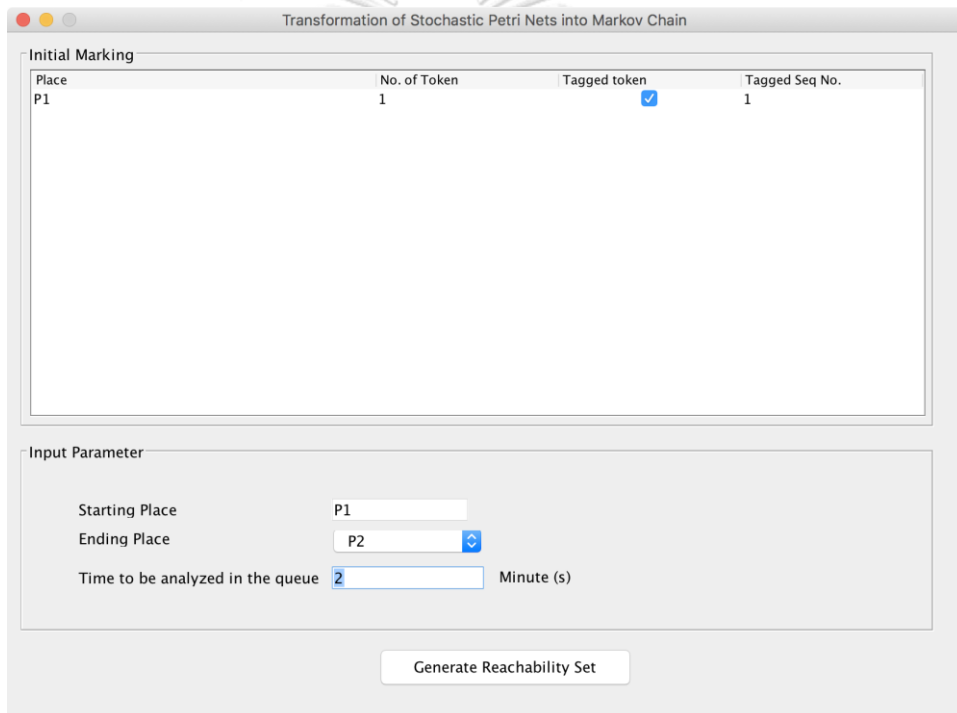 Transformation of Stochastic Petri Nets into Markov Chain
Initial Marking
Place No. of Token Tagged token Tagged Seq No.
P1 1 1
Input Parameter
Starting Place P1
Ending Place P2
Time to be analyzed in the queue 2 Minute (s)
Generate Reachability Set